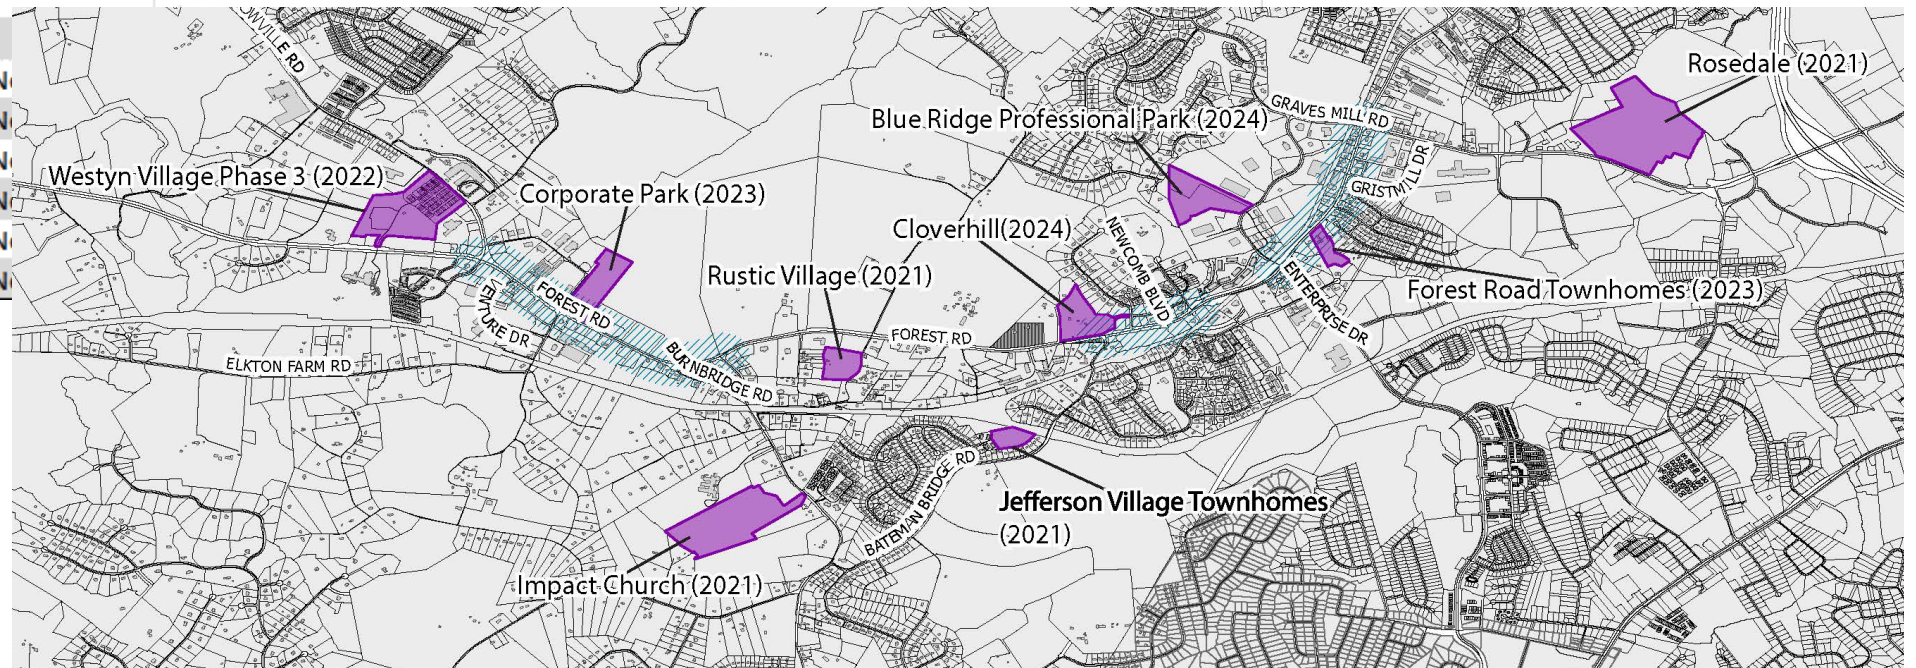 Rosedale (2021)
GRAVES MILL RD
Blue Ridge Professional Park (2024)
GRISTMILL DR
Westyn Village Phase 3 (2022)
Corporate Park (2023)
Cloverhill(2024)
NEWCOMB BLVD
Rustic Village (2021)
ENTERPRISE DR
Forest Road Townhomes (2023)
VENTURE DR
FOREST RD
FOREST RD
ELKTON FARM RD
BURNBRIDGE RD
BATEMAN BRIDGE RD
Jefferson Village Townhomes
(2021)
Impact Church (2021)